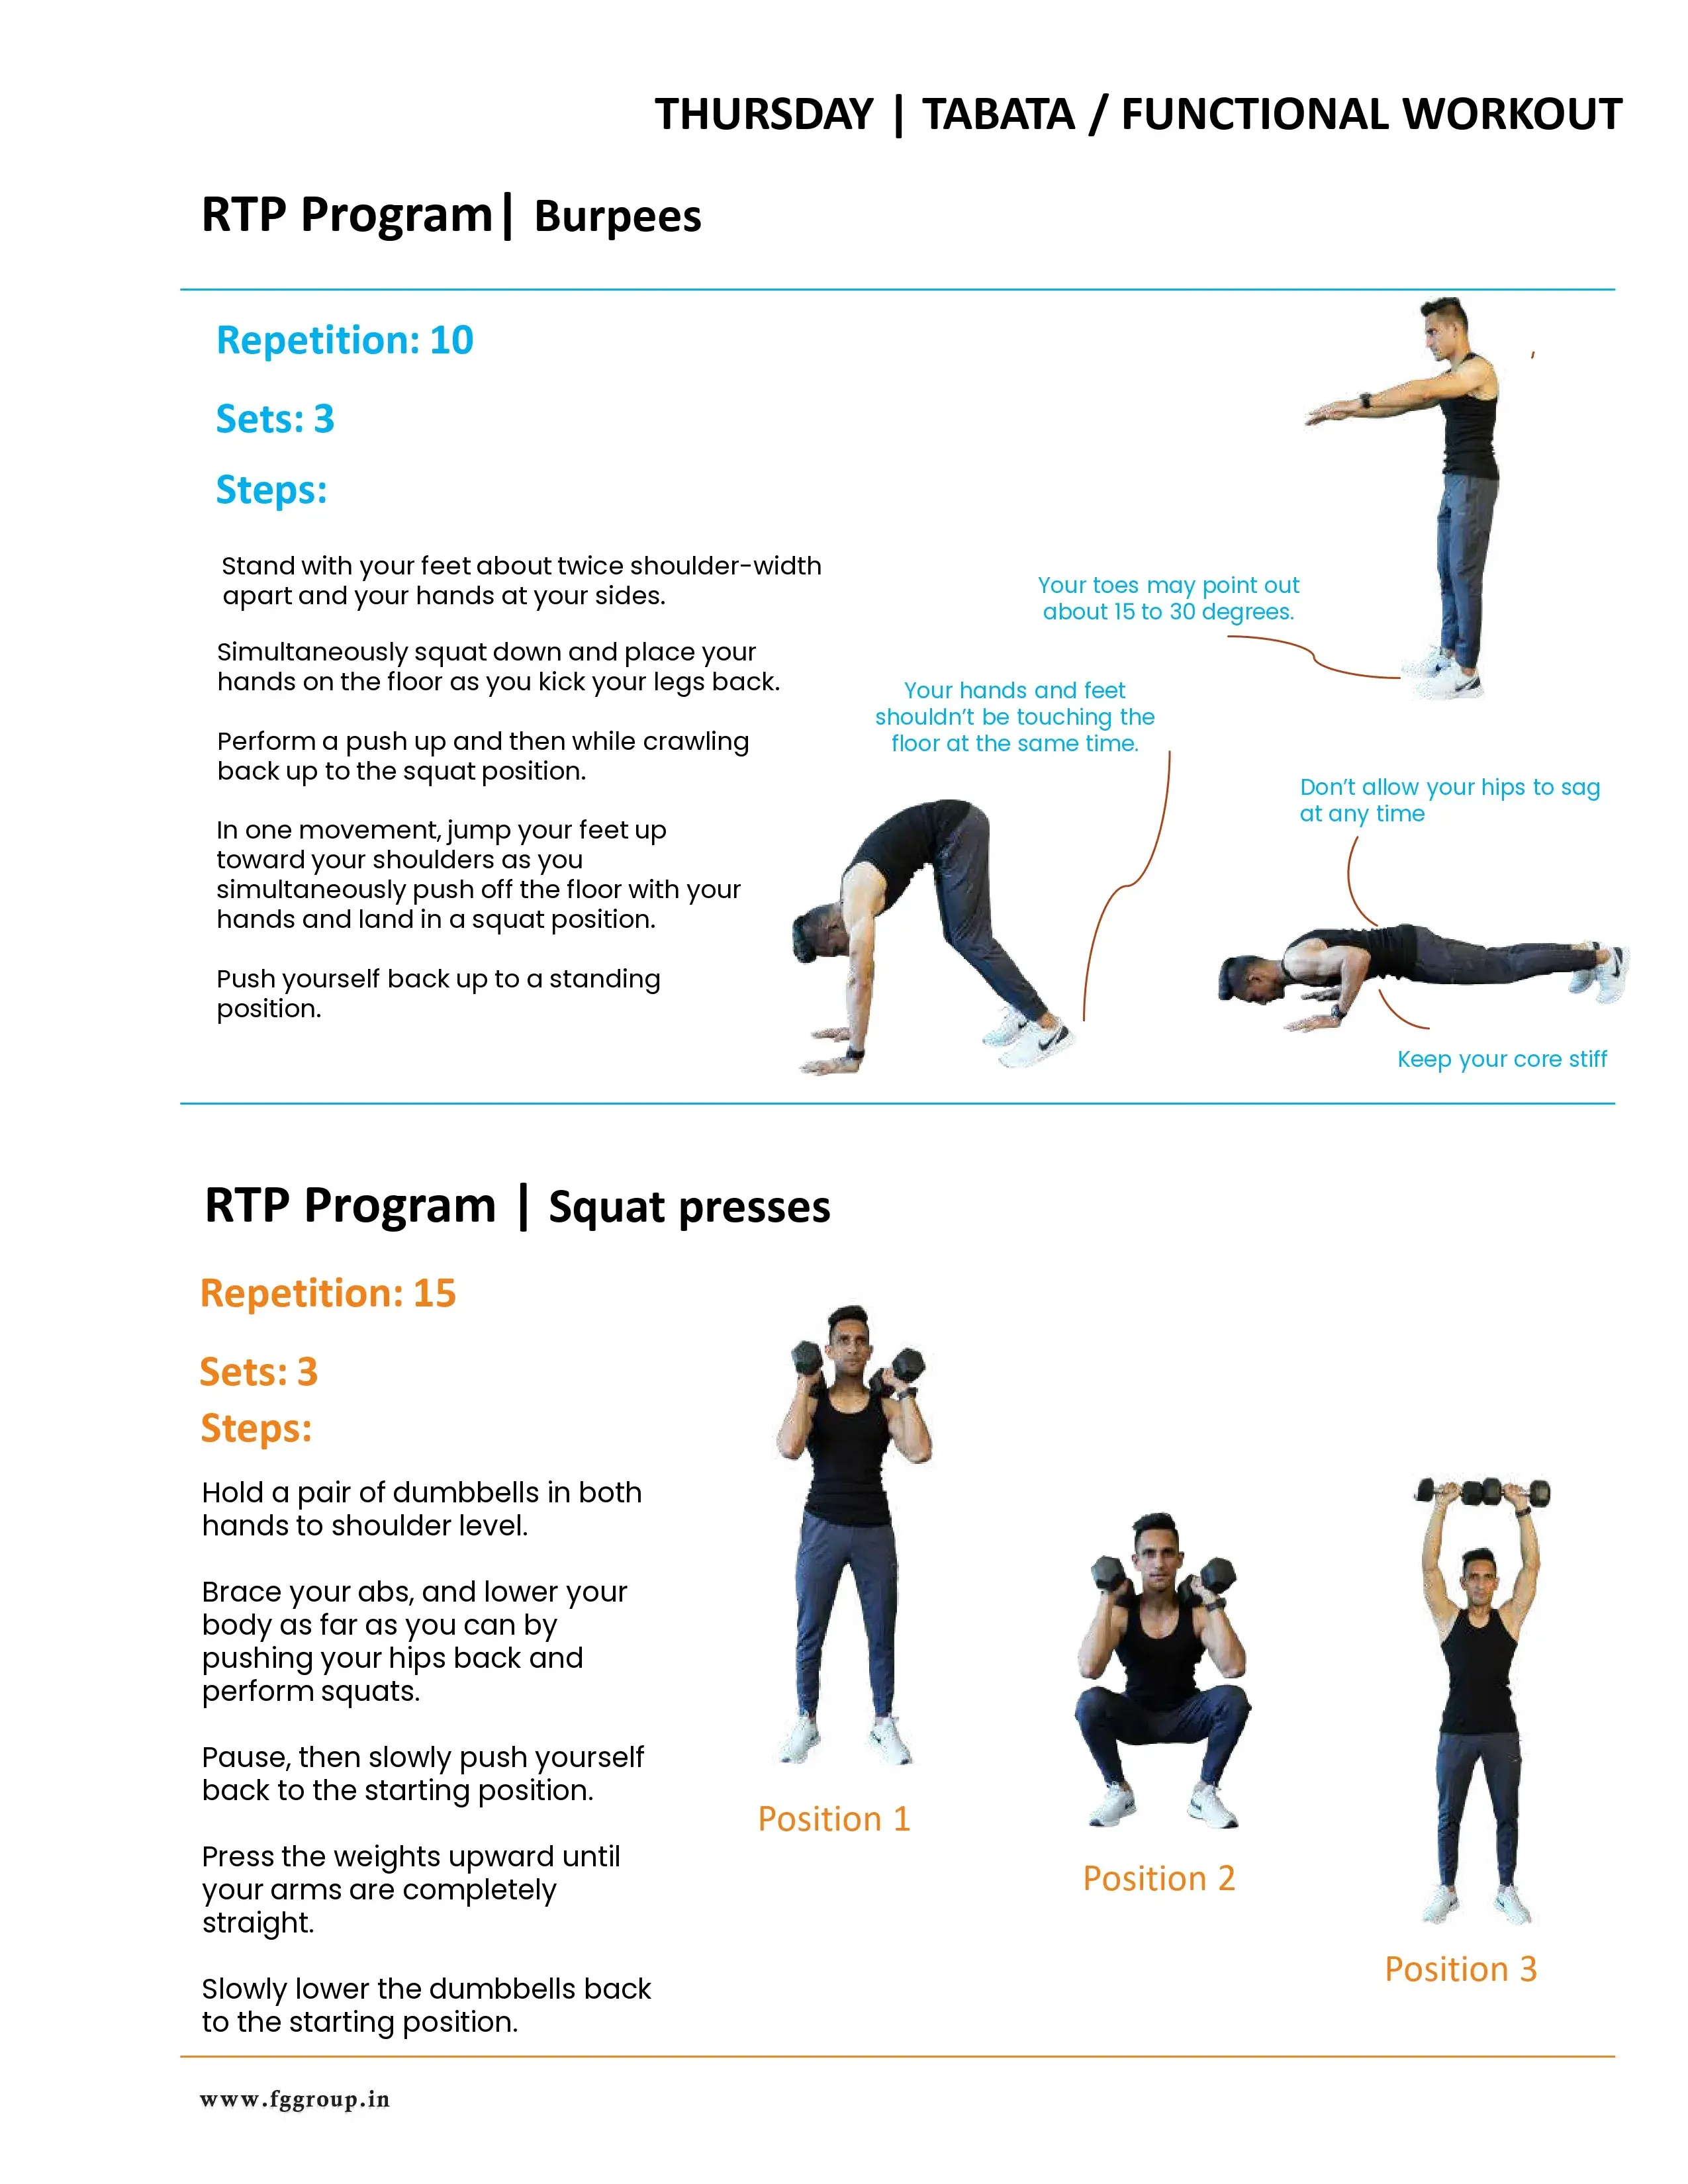 THURSDAY | TABATA / FUNCTIONAL WORKOUT
RTP Program| Burpees
Repetition: 10
Sets: 3
Steps:
Stand with your feet about twice shoulder-width
apart and your hands at your sides.
Simultaneously squat down and place your
hands on the floor as you kick your legs back.
Perform a push up and then while crawling
back up to the squat position.
In one movement, jump your feet up
toward your shoulders as you
simultaneously push off the floor with your
hands and land in a squat position.
Push yourself back up to a standing
position.
,
Your toes may point out
about 15 to 30 degrees.
Your hands and feet
shouldn't be touching the
floor at the same time.
Don't allow your hips to sag
at any time
Keep your core stiff
RTP Program | Squat presses
Repetition: 15
Sets: 3
Steps:
Hold a pair of dumbbells in both
hands to shoulder level.
Brace your abs, and lower your
body as far as you can by
pushing your hips back and
perform squats.
Pause, then slowly push yourself
back to the starting position.
Press the weights upward until
your arms are completely
straight.
Slowly lower the dumbbells back
to the starting position.
Position 1
Position 2
Position 3
www.fggroup.in